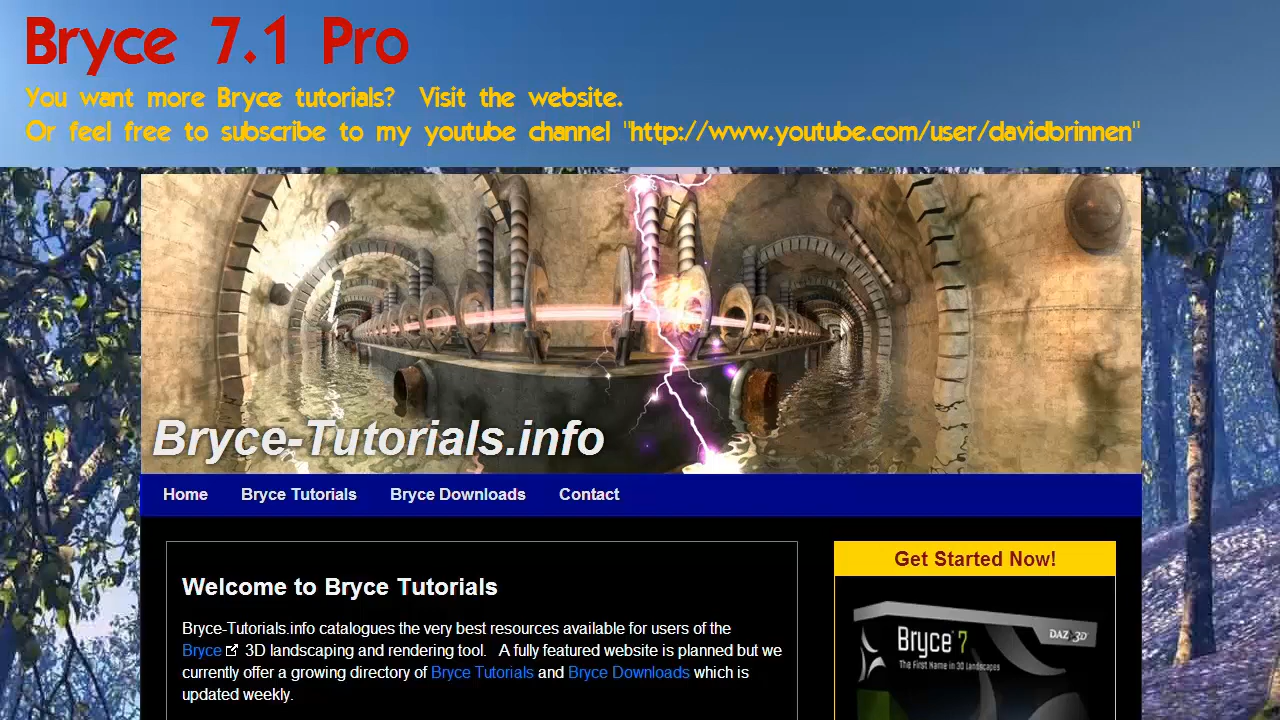 Bryce 7.1 Pro
You want more Bryce tutorials? Visit the website.
Or feel free to subscribe to my youtube channel "http://www.youtube.com/user/davidbrinnen"
Bryce-Tutorials.info
Home Bryce Tutorials Bryce Downloads Contact
Welcome to Bryce Tutorials
Bryce-Tutorials.info catalogues the very best resources available for users of the
Bryce 3D landscaping and rendering tool. A fully featured website is planned but we
currently offer a growing directory of Bryce Tutorials and Bryce Downloads which is
updated weekly.
Get Started Now!
DAZ 3D
Bryce 7
The First Name in 3D landscapes